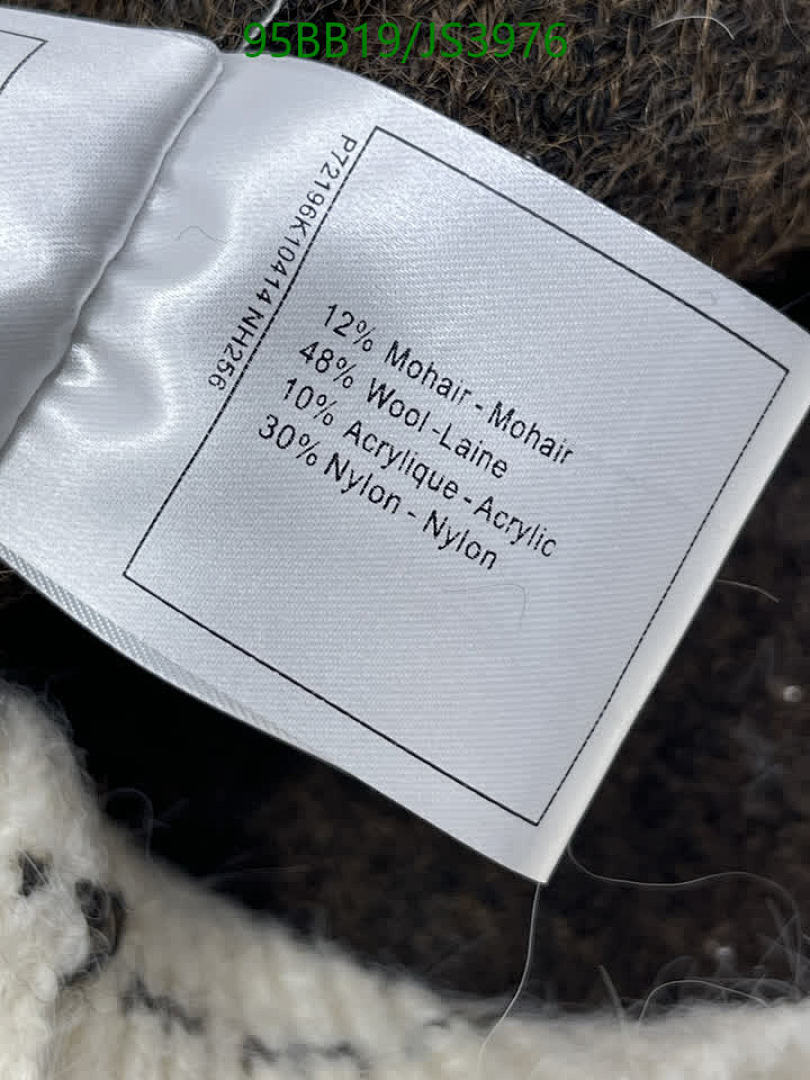 95BB19/JS3976
P72196K10414 NH256
12% Mohair - Mohair
48% Wool -Laine
10% Acrylique - Acrylic
30% Nylon - Nylon